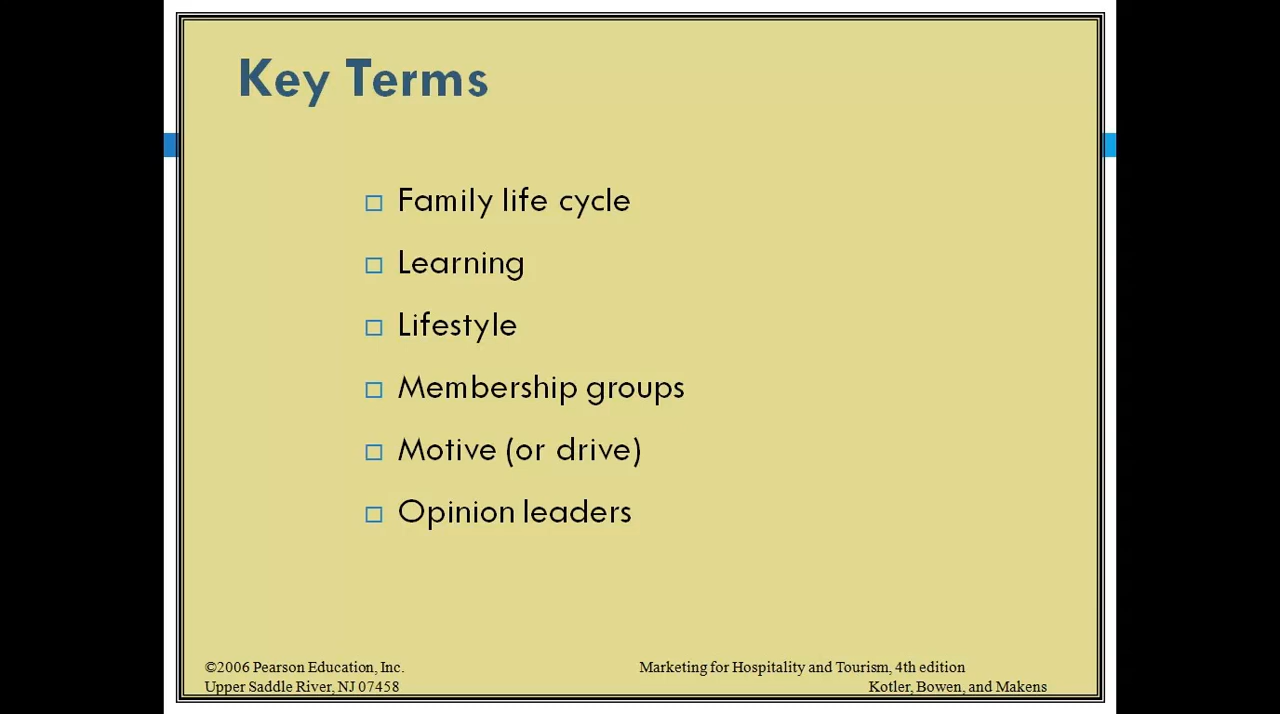 Key Terms
Family life cycle
Learning
Lifestyle
Membership groups
Motive (or drive)
Opinion leaders
©2006 Pearson Education, Inc.
Upper Saddle River, NJ 07458
Marketing for Hospitality and Tourism, 4th edition
Kotler, Bowen, and Makens